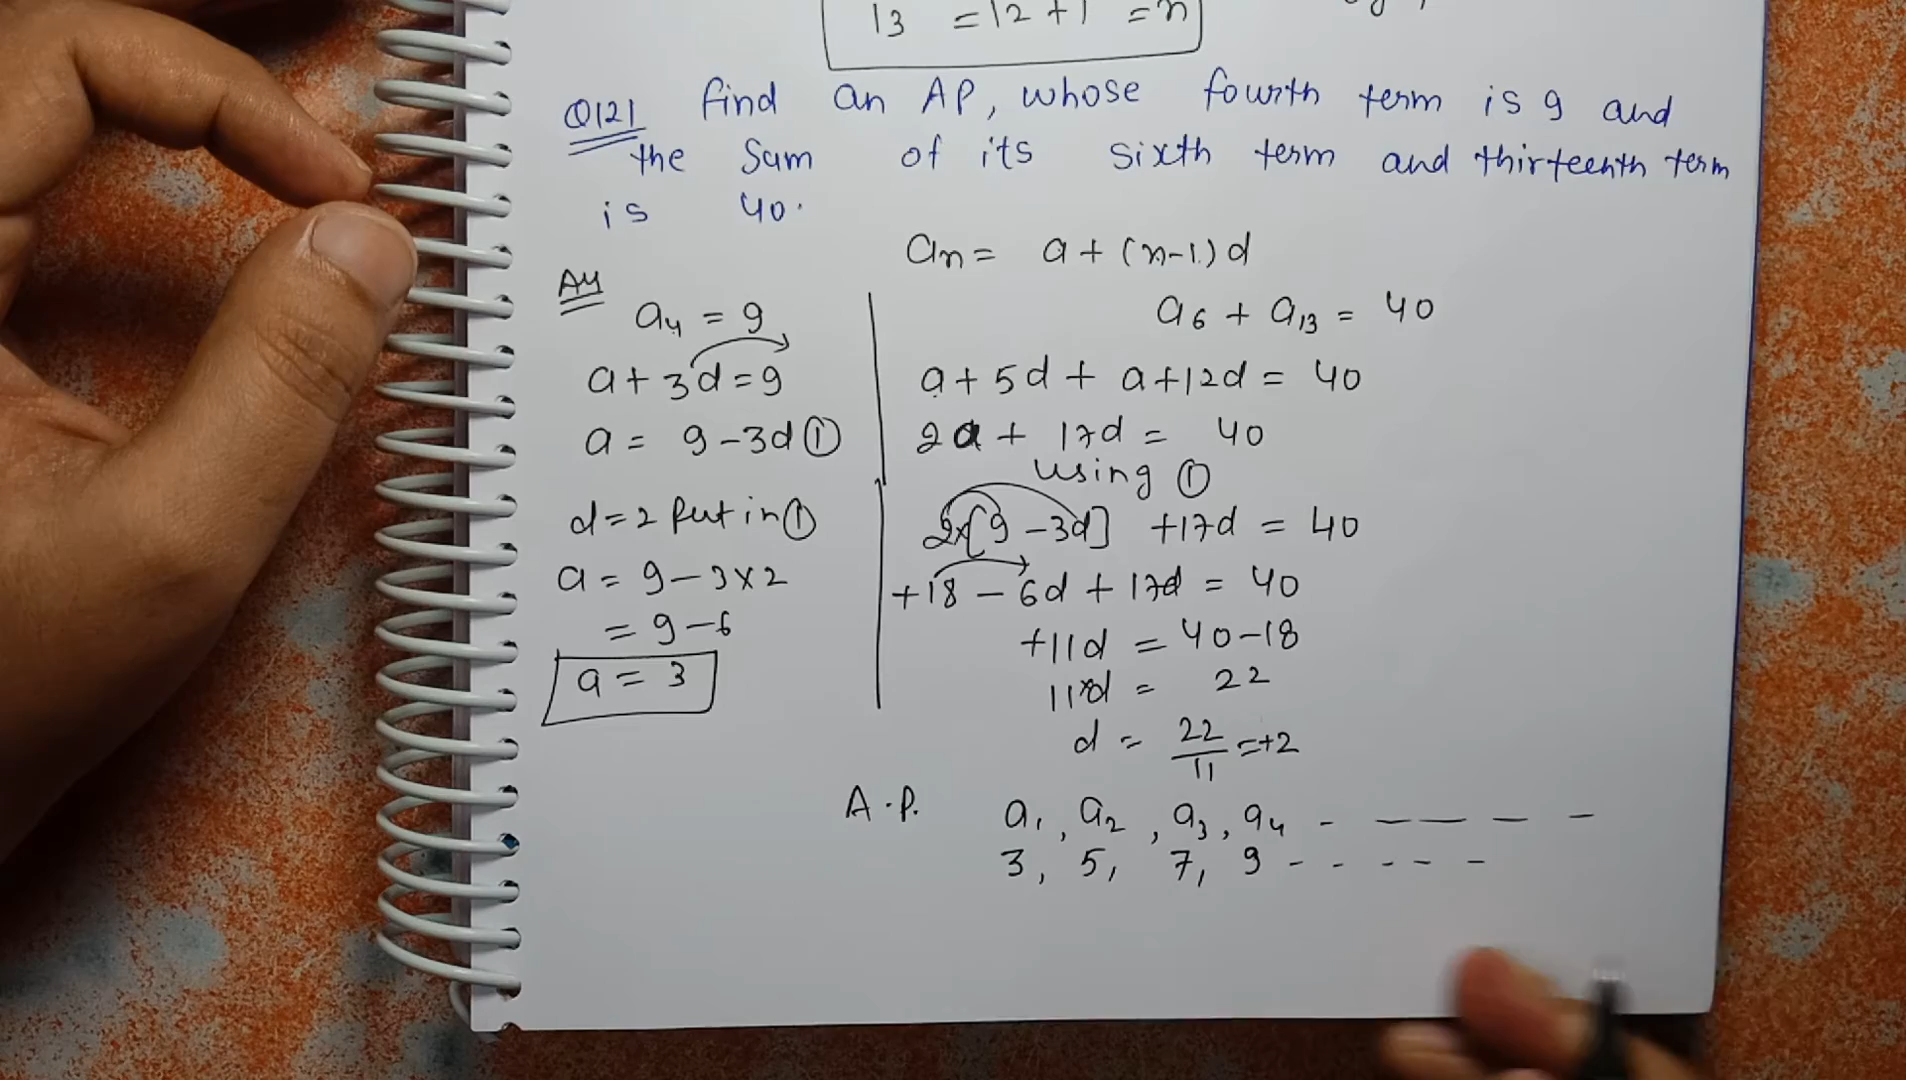 13 = 12 + 1 = n
Q121 find an AP, whose fourth term is 9 and
the Sum of its sixth term and thirteenth term
is 40.
an = a + (n-1)d
a4 = 9
a + 3d = 9
a = 9 - 3d ①
d = 2 Put in ①
a = 9 - 3 x 2
= 9 - 6
a = 3
a6 + a13 = 40
a + 5d + a + 12d = 40
2a + 17d = 40
using ①
2x[9 - 3d] + 17d = 40
+18 - 6d + 17d = 40
+11d = 40 - 18
11xd = 22
d = 22/11 = +2
A.P. a1, a2, a3, a4 - - - - -
3, 5, 7, 9 - - - - -